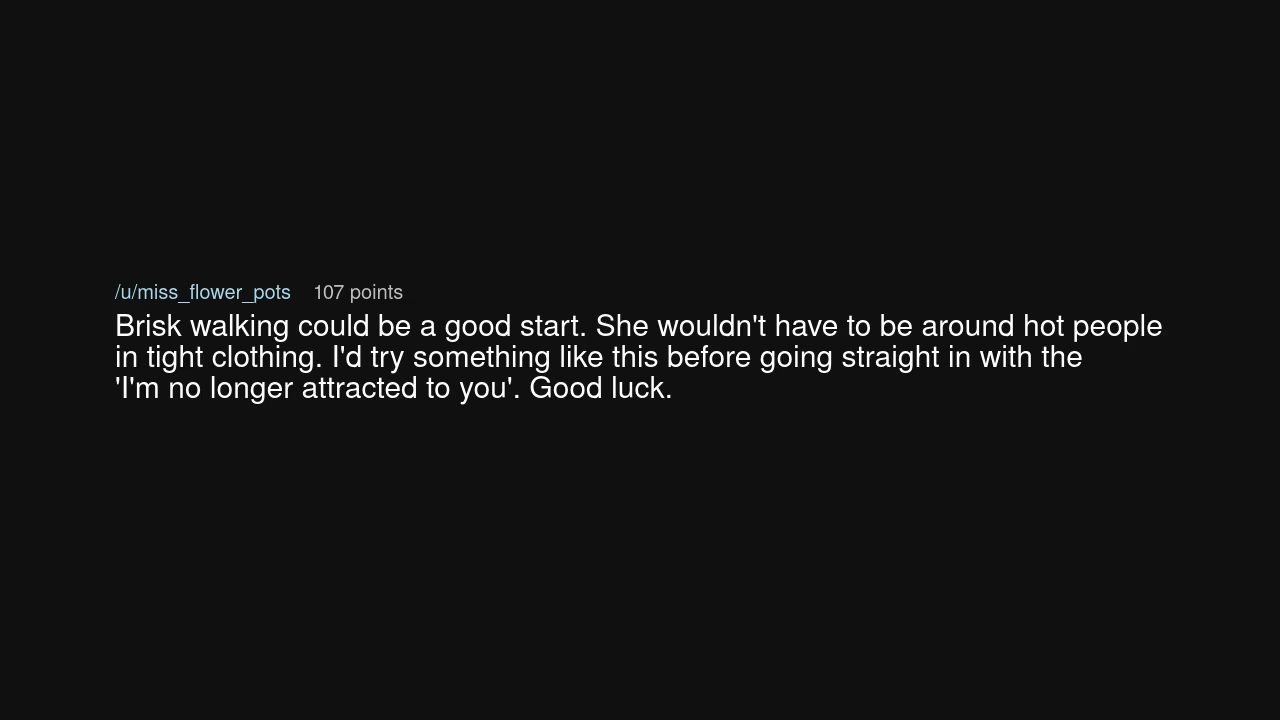 /u/miss_flower_pots 107 points
Brisk walking could be a good start. She wouldn't have to be around hot people
in tight clothing. I'd try something like this before going straight in with the
'I'm no longer attracted to you'. Good luck.